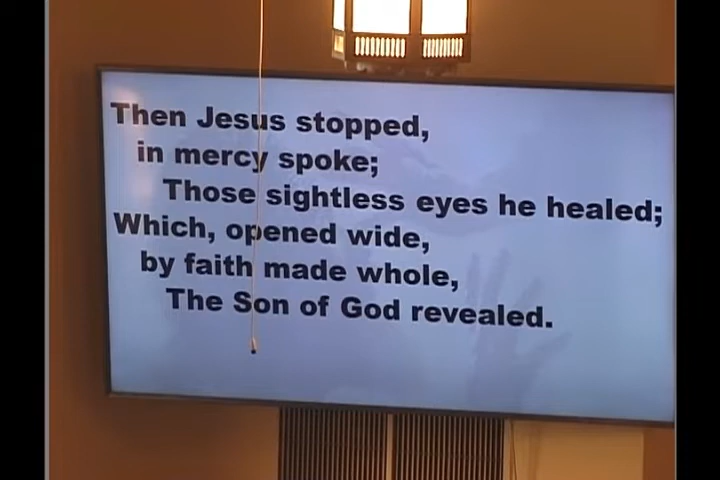 Then Jesus stopped,
in mercy spoke;
Those sightless eyes he healed;
Which, opened wide,
by faith made whole,
The Son of God revealed.